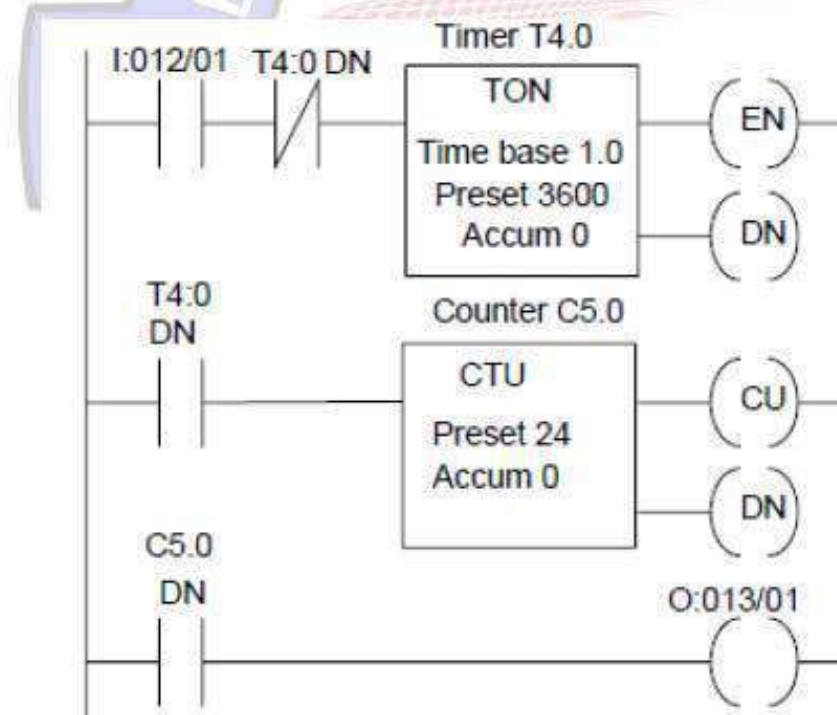 Timer T4.0
I:012/01 T4:0 DN
TON
EN
Time base 1.0
Preset 3600
Accum 0
DN
T4:0
DN
Counter C5.0
CTU
CU
Preset 24
Accum 0
DN
C5.0
DN
O:013/01